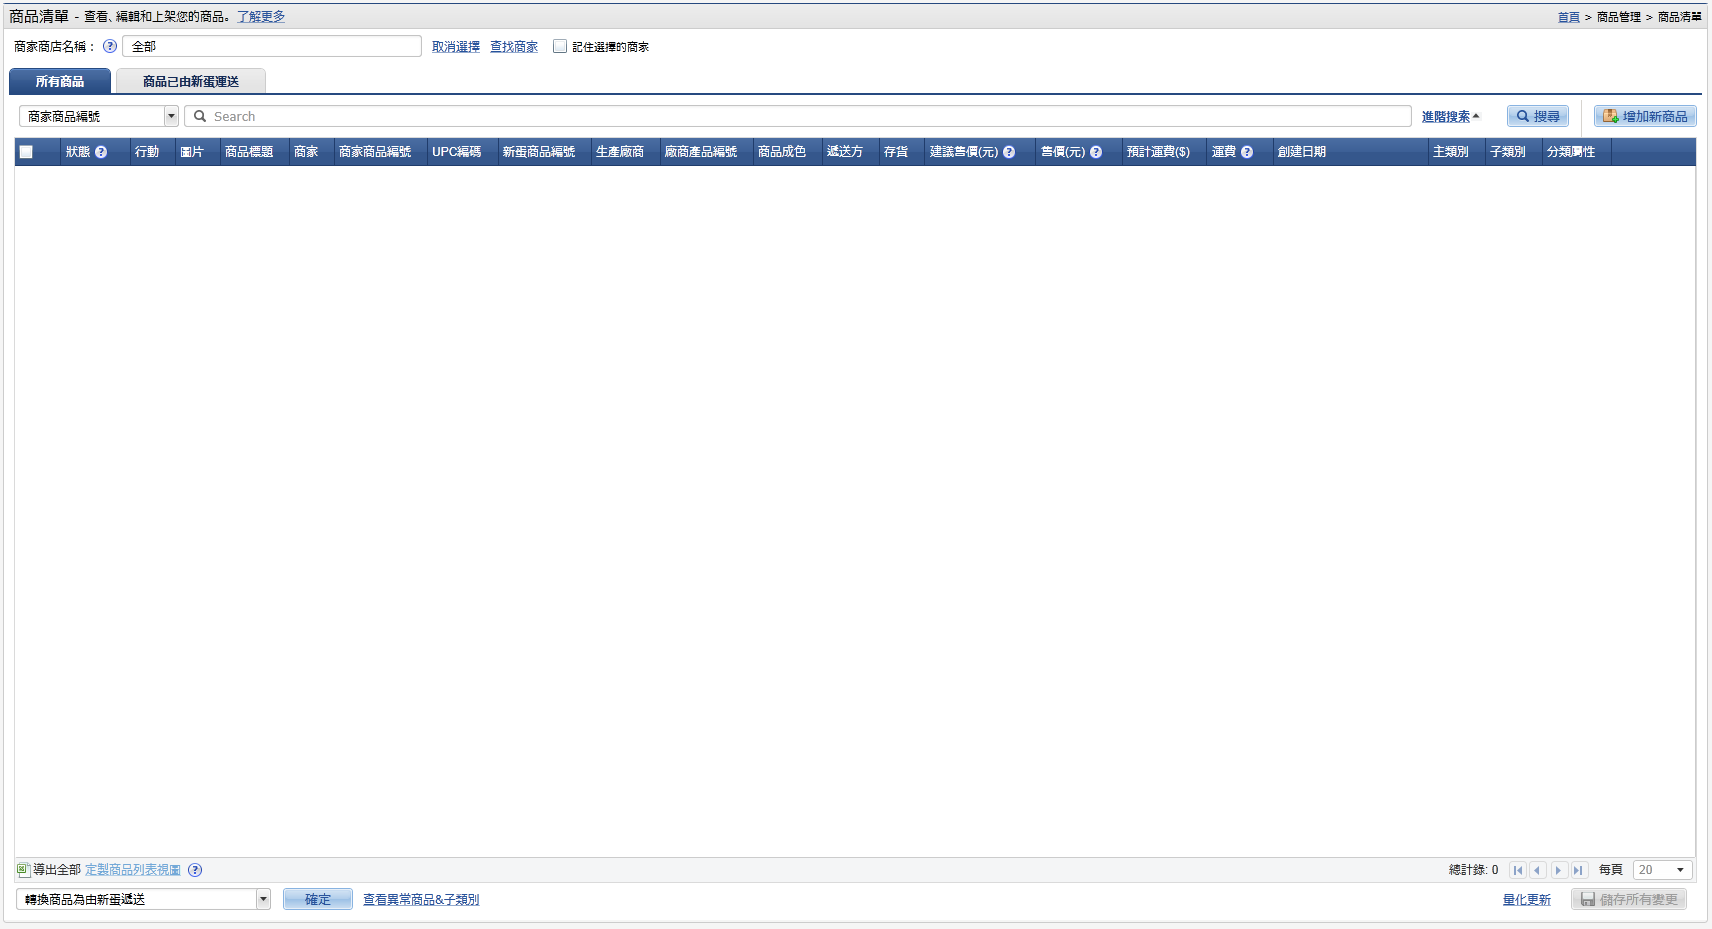 商品清單 - 查看、編輯和上架您的商品。 了解更多
首頁 > 商品管理 > 商品清單
商家商店名稱： ? 全部 取消選擇 查找商家 記住選擇的商家
所有商品 商品已由新蛋運送
商家商品編號 Search 進階搜索 搜尋 增加新商品
狀態 ? 行動 圖片 商品標題 商家 商家商品編號 UPC編碼 新蛋商品編號 生產廠商 廠商產品編號 商品成色 遞送方 存貨 建議售價(元) ? 售價(元) ? 預計運費($) 運費 ? 創建日期 主類別 子類別 分類屬性
導出全部 定製商品列表視圖 ? 總計錄: 0 每頁 20
轉換商品為由新蛋遞送 確定 查看異常商品&子類別 量化更新 儲存所有變更